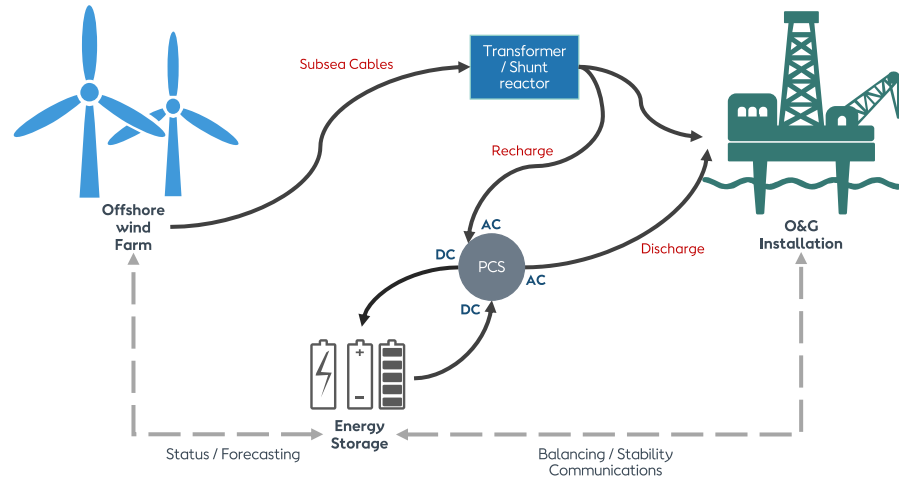 Subsea Cables
Transformer
/ Shunt
reactor
Recharge
Offshore
wind
Farm
O&G
Installation
AC
DC
PCS
AC
DC
Discharge
+
−
Energy
Storage
Status / Forecasting
Balancing / Stability
Communications